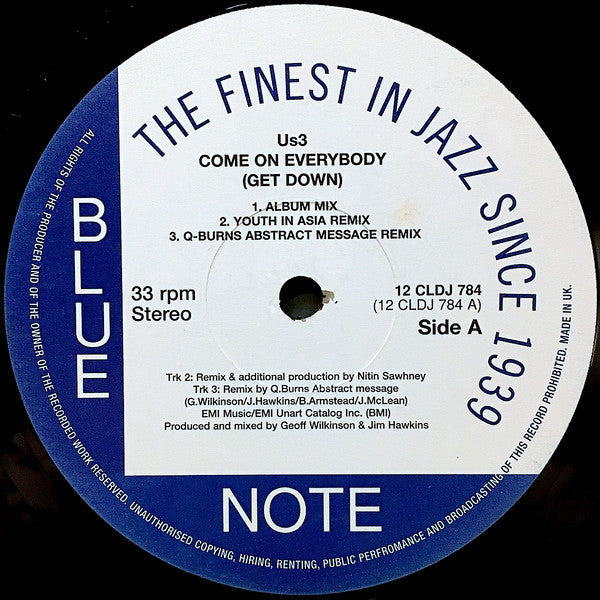 THE FINEST IN JAZZ SINCE 1939
Us3
COME ON EVERYBODY
(GET DOWN)
1. ALBUM MIX
2. YOUTH IN ASIA REMIX
3. Q-BURNS ABSTRACT MESSAGE REMIX
BLUE
33 rpm
Stereo
12 CLDJ 784
(12 CLDJ 784 A)
Side A
Trk 2: Remix & additional production by Nitin Sawhney
Trk 3: Remix by Q.Burns Abstract message
(G.Wilkinson/J.Hawkins/B.Armstead/J.McLean)
EMI Music/EMI Unart Catalog Inc. (BMI)
Produced and mixed by Geoff Wilkinson & Jim Hawkins
NOTE
ALL RIGHTS OF THE PRODUCER AND OF THE OWNER OF THE RECORDED WORK RESERVED. UNAUTHORISED COPYING, HIRING, RENTING, PUBLIC PERFROMANCE AND BROADCASTING OF THIS RECORD PROHIBITED. MADE IN UK.